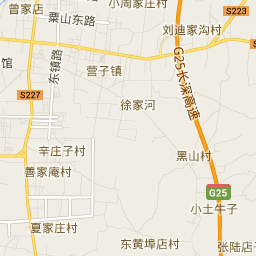 小周家庄村
曾家店
粟山东路
S223
刘迪家沟村
馆
东镇路
营子镇
G25长深高速
S227
徐家河
辛庄子村
黑山村
善家庵村
G25
小土牛子
夏家庄村
东黄埠店村
张陆店子